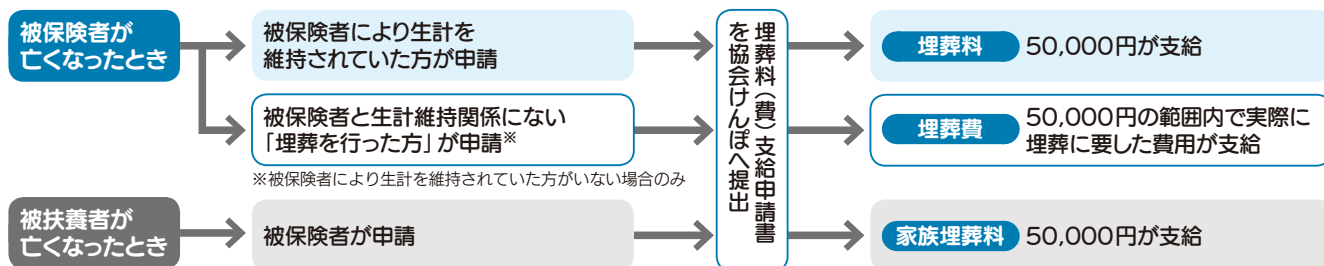 被保険者が
亡くなったとき
被保険者により生計を
維持されていた方が申請
被保険者と生計維持関係にない
「埋葬を行った方」が申請※
※被保険者により生計を維持されていた方がいない場合のみ
被扶養者が
亡くなったとき
被保険者が申請
埋葬料（費）支給申請書
を協会けんぽへ提出
埋葬料 50,000円が支給
埋葬費 50,000円の範囲内で実際に
埋葬に要した費用が支給
家族埋葬料 50,000円が支給